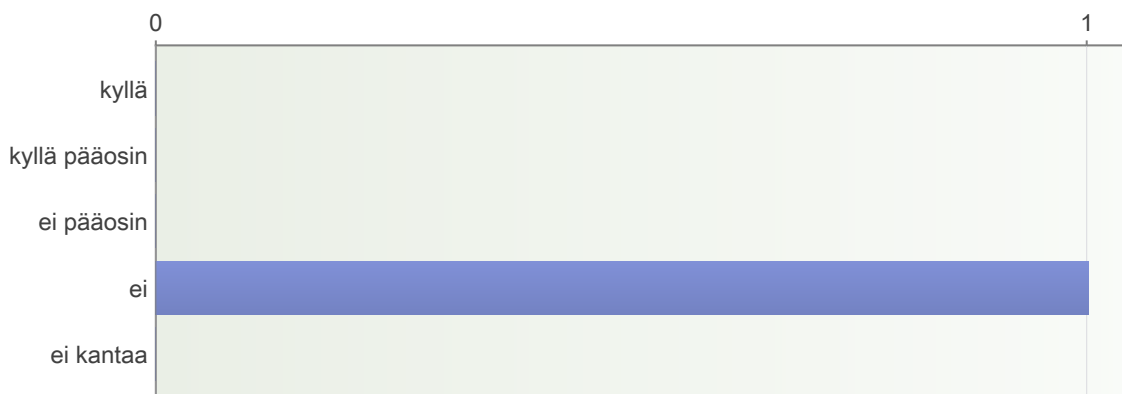 0 1
kyllä
kyllä pääosin
ei pääosin
ei
ei kantaa